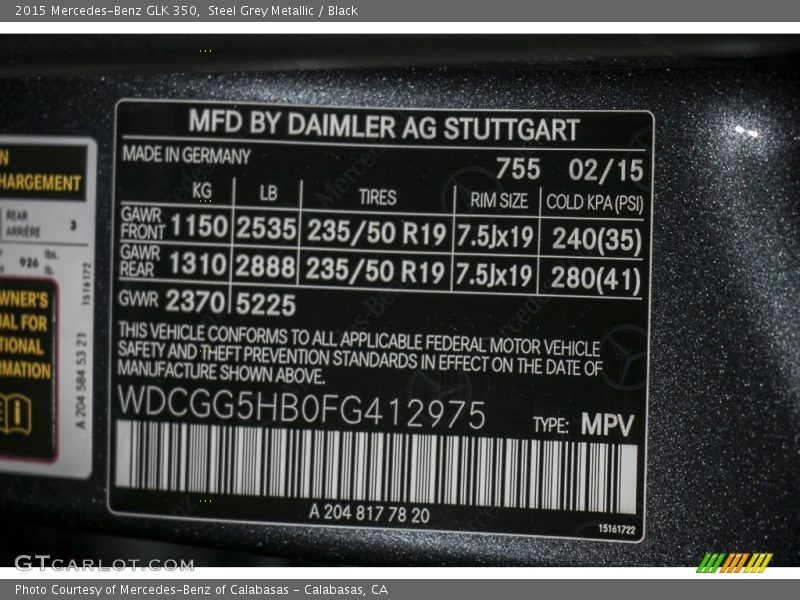 2015 Mercedes-Benz GLK 350,  Steel Grey Metallic / Black
MFD BY DAIMLER AG STUTTGART
MADE IN GERMANY
755 02/15
KG LB TIRES RIM SIZE COLD KPA (PSI)
GAWR FRONT 1150 2535 235/50 R19 7.5Jx19 240(35)
GAWR REAR 1310 2888 235/50 R19 7.5Jx19 280(41)
GWR 2370 5225
THIS VEHICLE CONFORMS TO ALL APPLICABLE FEDERAL MOTOR VEHICLE
SAFETY AND THEFT PREVENTION STANDARDS IN EFFECT ON THE DATE OF
MANUFACTURE SHOWN ABOVE.
WDCGG5HB0FG412975
TYPE: MPV
A 204 817 78 20
15161722
HARGEMENT
REAR
ARRIÈRE
3
926 lbs.
lb.
WNER'S
AL FOR
TIONAL
RMATION
1516172
A 204 584 53 21
GTCARLOT.COM
Photo Courtesy of Mercedes-Benz of Calabasas - Calabasas, CA